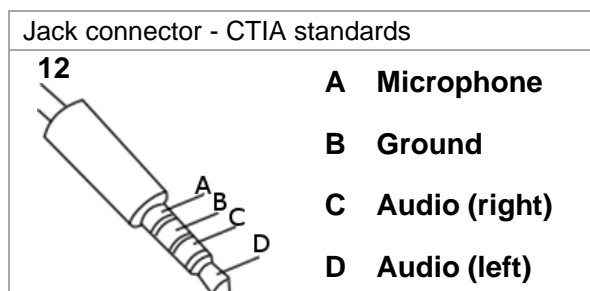 Jack connector - CTIA standards
12
A Microphone
B Ground
C Audio (right)
D Audio (left)
A
B
C
D